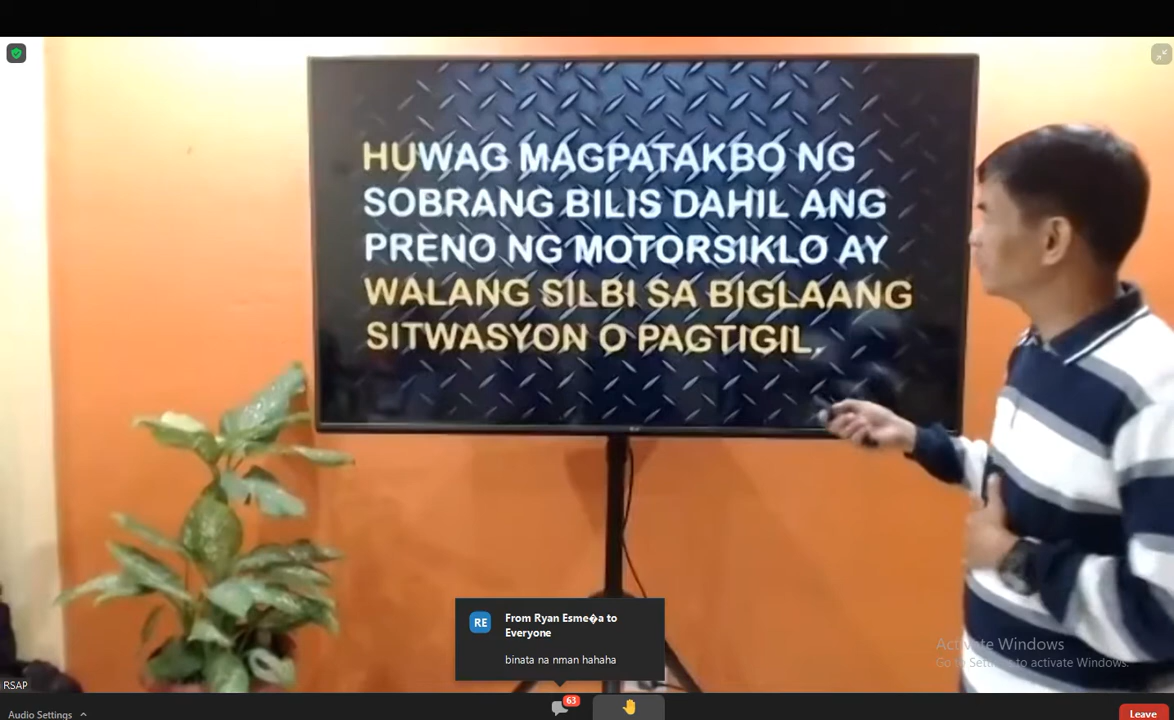 HUWAG MAGPATAKBO NG
SOBRANG BILIS DAHIL ANG
PRENO NG MOTORSIKLO AY
WALANG SILBI SA BIGLAANG
SITWASYON O PAGTIGIL.
RE
From Ryan Esme�a to
Everyone
binata na nman hahaha
Activate Windows
Go to Settings to activate Windows.
RSAP
63
Audio Settings
Leave